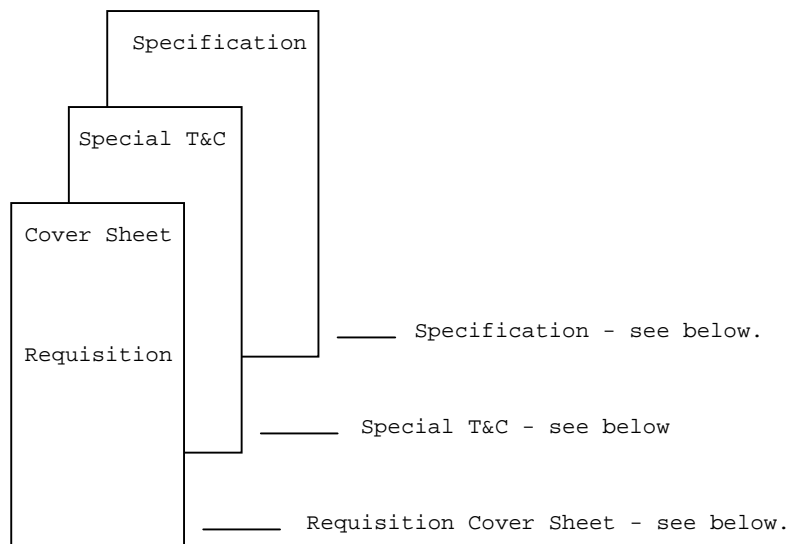 Specification
Special T&C
Cover Sheet
Specification - see below.
Requisition
Special T&C - see below
Requisition Cover Sheet - see below.